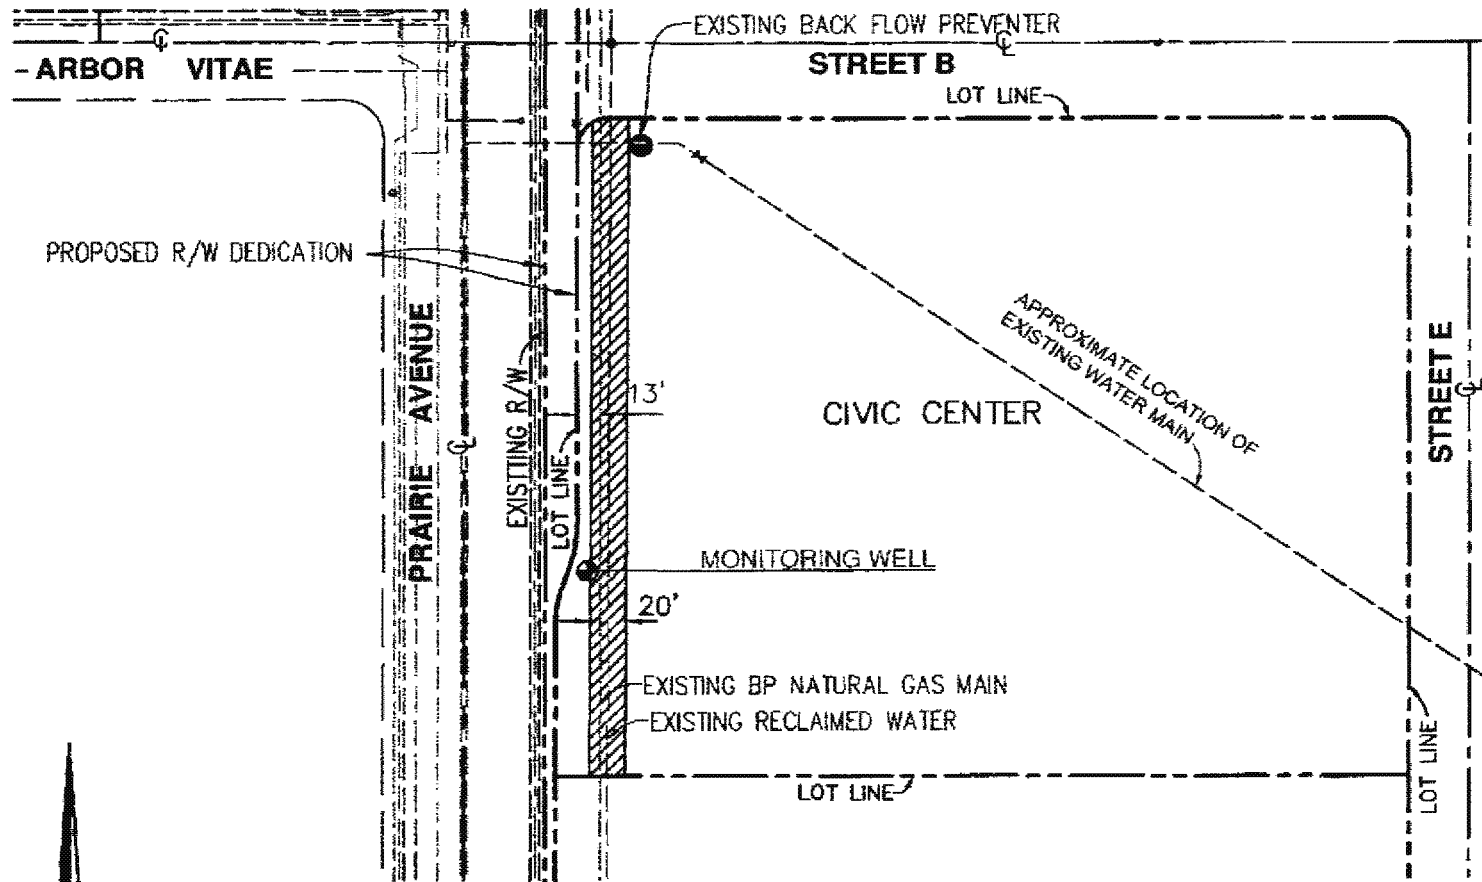 EXISTING BACK FLOW PREVENTER
ARBOR VITAE
STREET B
LOT LINE
PROPOSED R/W DEDICATION
PRAIRIE AVENUE
EXISTING R/W
LOT LINE
13'
CIVIC CENTER
APPROXIMATE LOCATION OF
EXISTING WATER MAIN
STREET E
MONITORING WELL
20'
EXISTING BP NATURAL GAS MAIN
EXISTING RECLAIMED WATER
LOT LINE
LOT LINE